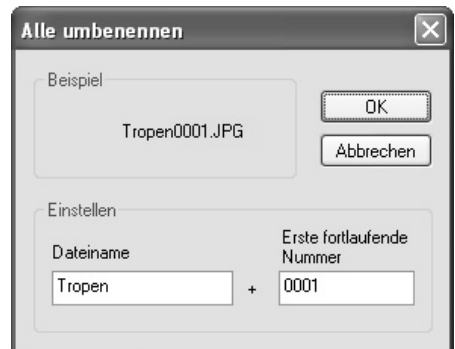 Alle umbenennen
Beispiel
Tropen0001.JPG
OK
Abbrechen
Einstellen
Dateiname
Erste fortlaufende
Nummer
Tropen + 0001